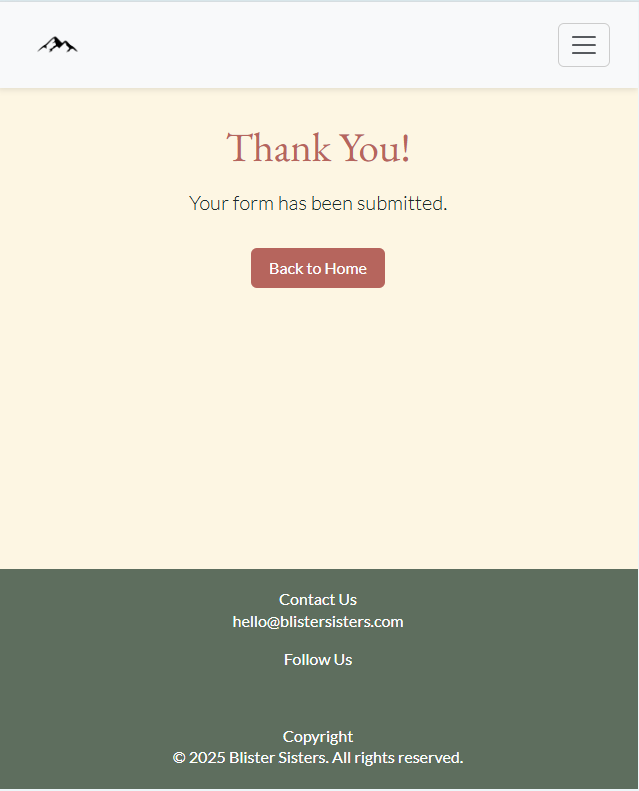 Thank You!
Your form has been submitted.
Back to Home
Contact Us
hello@blistersisters.com
Follow Us
Copyright
© 2025 Blister Sisters. All rights reserved.